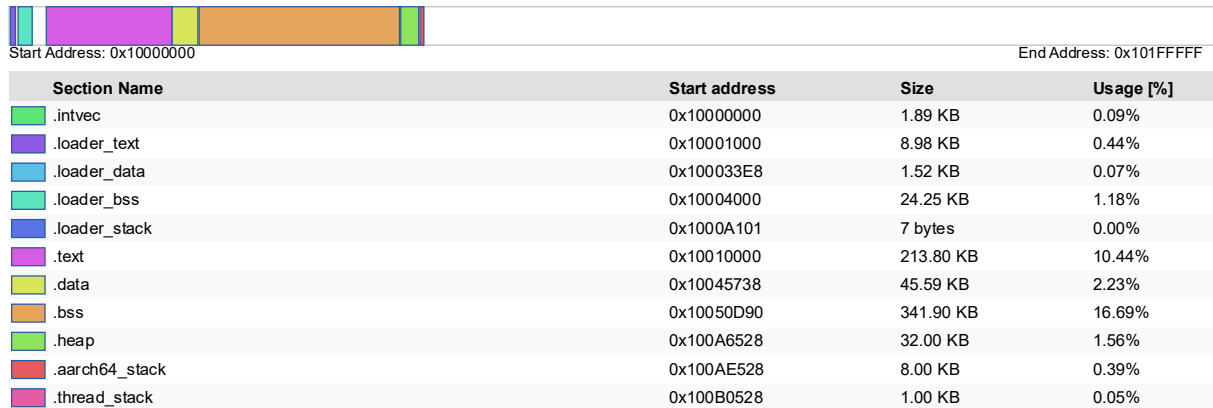 Start Address: 0x10000000 End Address: 0x101FFFFF
Section Name Start address Size Usage [%]
.intvec 0x10000000 1.89 KB 0.09%
.loader_text 0x10001000 8.98 KB 0.44%
.loader_data 0x100033E8 1.52 KB 0.07%
.loader_bss 0x10004000 24.25 KB 1.18%
.loader_stack 0x1000A101 7 bytes 0.00%
.text 0x10010000 213.80 KB 10.44%
.data 0x10045738 45.59 KB 2.23%
.bss 0x10050D90 341.90 KB 16.69%
.heap 0x100A6528 32.00 KB 1.56%
.aarch64_stack 0x100AE528 8.00 KB 0.39%
.thread_stack 0x100B0528 1.00 KB 0.05%